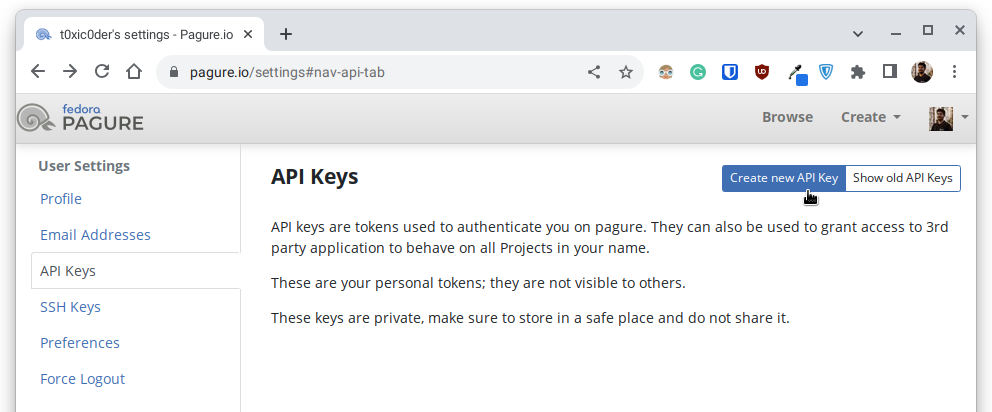 t0xic0der's settings - Pagure.io
pagure.io/settings#nav-api-tab
fedora
PAGURE
Browse
Create
User Settings
Profile
Email Addresses
API Keys
SSH Keys
Preferences
Force Logout
API Keys
Create new API Key
Show old API Keys
API keys are tokens used to authenticate you on pagure. They can also be used to grant access to 3rd
party application to behave on all Projects in your name.
These are your personal tokens; they are not visible to others.
These keys are private, make sure to store in a safe place and do not share it.